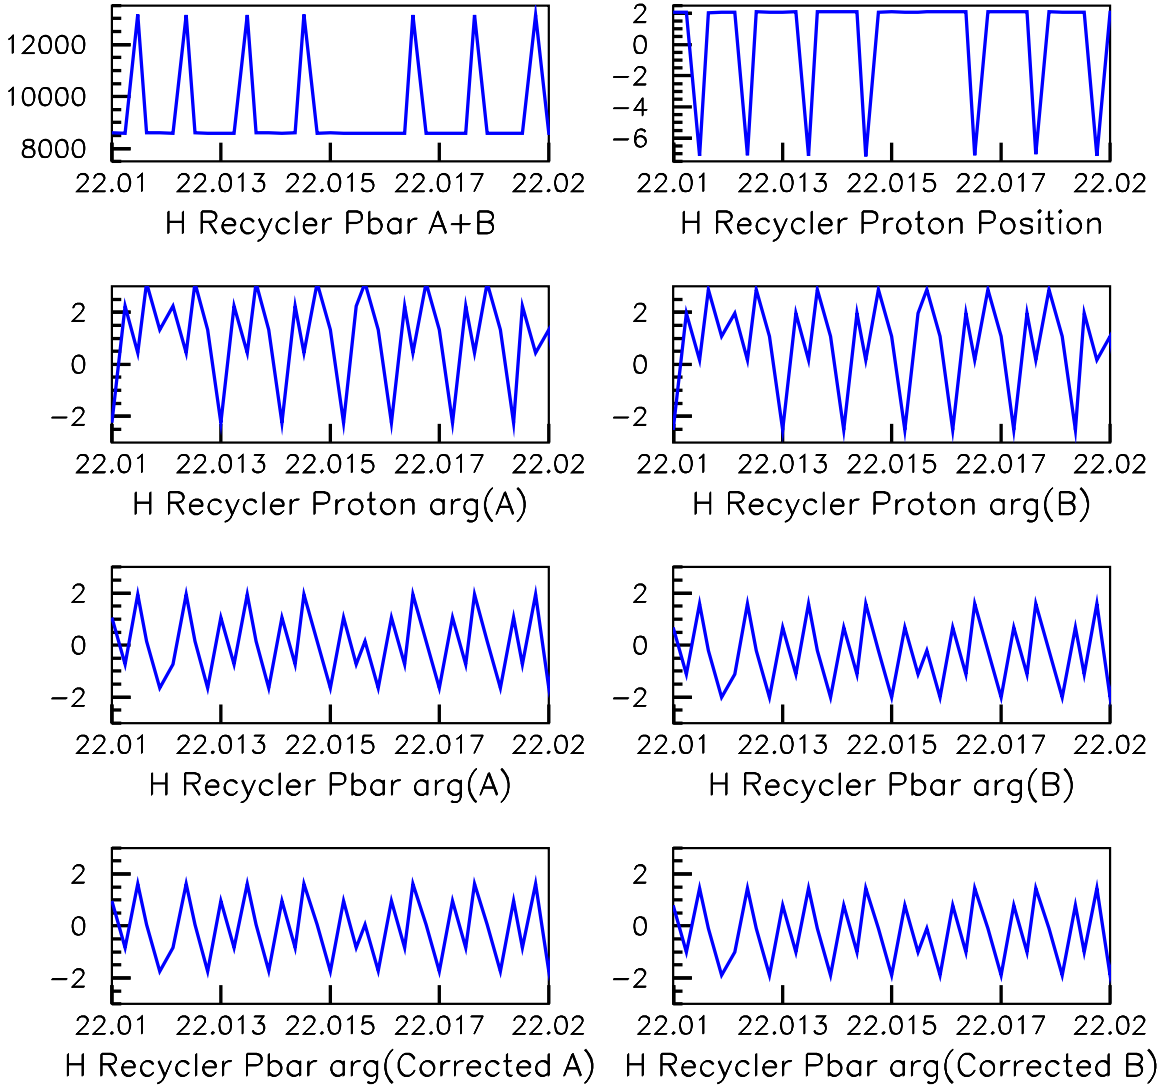 12000
10000
8000
22.01 22.013 22.015 22.017 22.02
H Recycler Pbar A+B
2
0
−2
−4
−6
22.01 22.013 22.015 22.017 22.02
H Recycler Proton Position
2
0
−2
22.01 22.013 22.015 22.017 22.02
H Recycler Proton arg(A)
2
0
−2
22.01 22.013 22.015 22.017 22.02
H Recycler Proton arg(B)
2
0
−2
22.01 22.013 22.015 22.017 22.02
H Recycler Pbar arg(A)
2
0
−2
22.01 22.013 22.015 22.017 22.02
H Recycler Pbar arg(B)
2
0
−2
22.01 22.013 22.015 22.017 22.02
H Recycler Pbar arg(Corrected A)
2
0
−2
22.01 22.013 22.015 22.017 22.02
H Recycler Pbar arg(Corrected B)